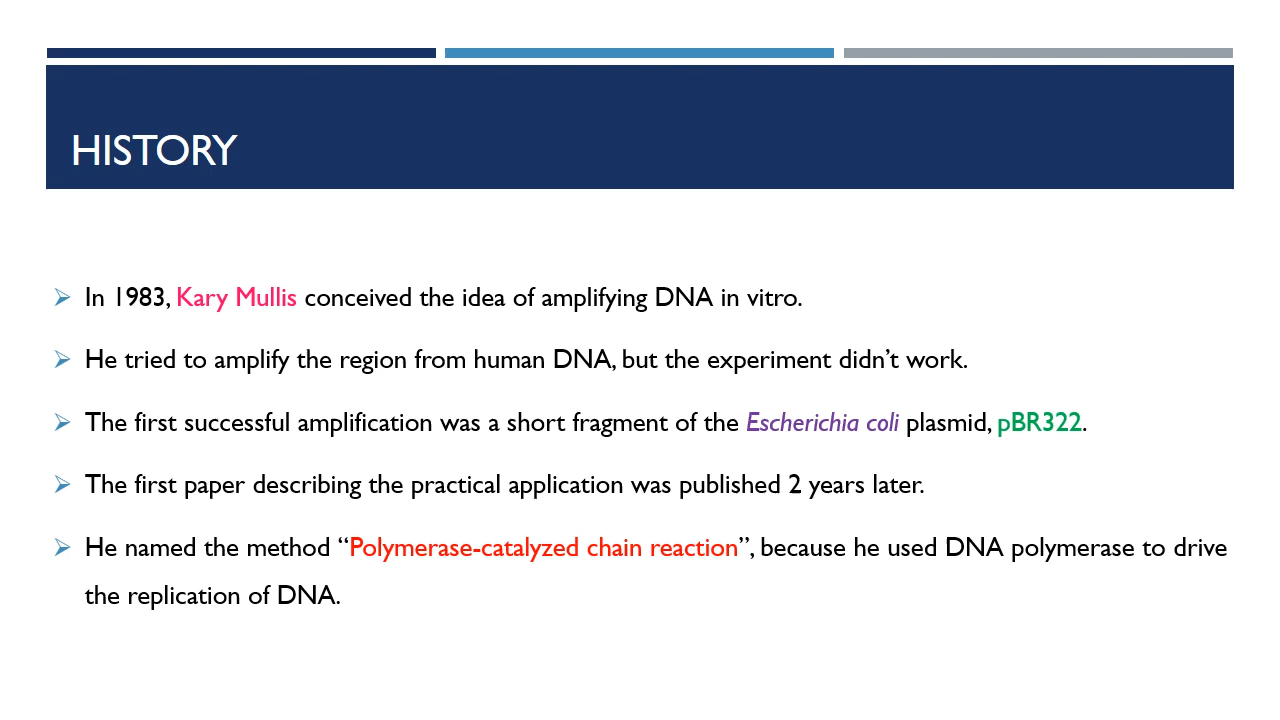 HISTORY
In 1983, Kary Mullis conceived the idea of amplifying DNA in vitro.
He tried to amplify the region from human DNA, but the experiment didn’t work.
The first successful amplification was a short fragment of the Escherichia coli plasmid, pBR322.
The first paper describing the practical application was published 2 years later.
He named the method “Polymerase-catalyzed chain reaction”, because he used DNA polymerase to drive
the replication of DNA.